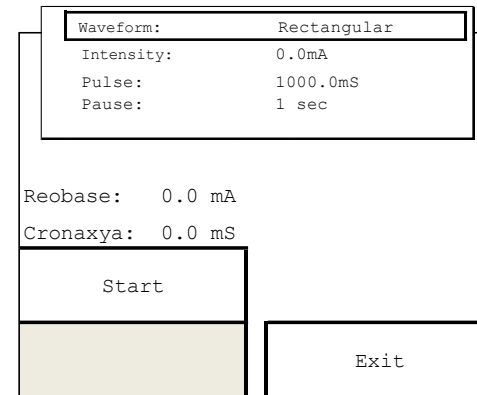 Waveform: Rectangular
Intensity: 0.0mA
Pulse: 1000.0mS
Pause: 1 sec
Reobase: 0.0 mA
Cronaxya: 0.0 mS
Start
Exit